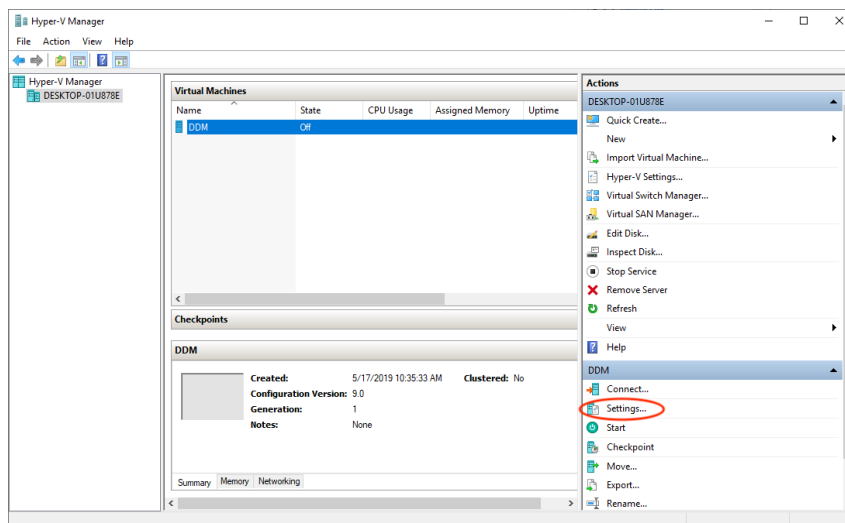 Hyper-V Manager
File Action View Help
Hyper-V Manager
DESKTOP-01U878E
Virtual Machines
Name State CPU Usage Assigned Memory Uptime
DDM Off
Checkpoints
DDM
Created: 5/17/2019 10:35:33 AM Clustered: No
Configuration Version: 9.0
Generation: 1
Notes: None
Summary Memory Networking
Actions
DESKTOP-01U878E
Quick Create...
New
Import Virtual Machine...
Hyper-V Settings...
Virtual Switch Manager...
Virtual SAN Manager...
Edit Disk...
Inspect Disk...
Stop Service
Remove Server
Refresh
View
Help
DDM
Connect...
Settings...
Start
Checkpoint
Move...
Export...
Rename...